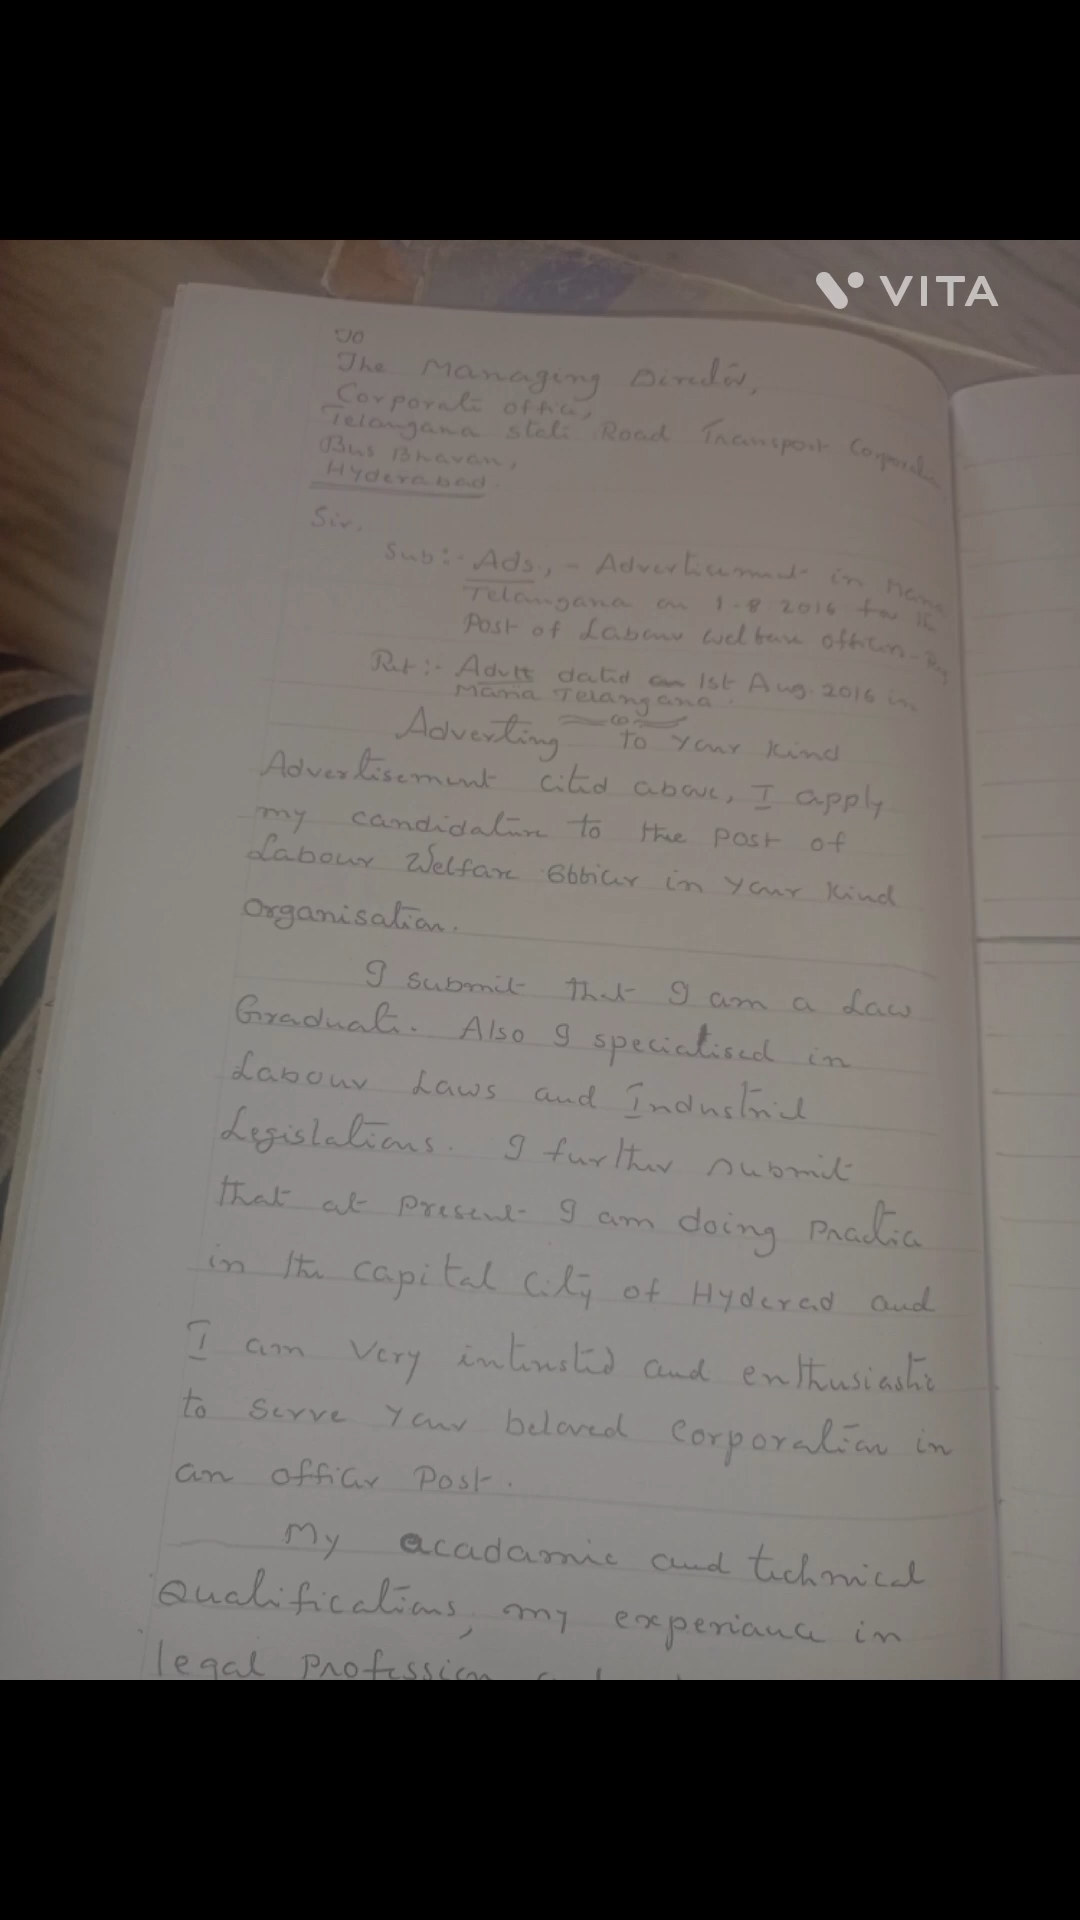 VITA
To
The Managing Director,
Corporate office,
Telangana State Road Transport Corporation
Bus Bhavan,
Hyderabad.
Sir,
Sub:- Ads, - Advertisement in Mana
Telangana on 1-8-2016 for the
Post of Labour welfare officer - Reg
Ref:- Advtt dated on 1st Aug. 2016 in
Mana Telangana.
Adverting to your kind
Advertisement cited above, I apply
my candidature to the post of
Labour Welfare Officer in your kind
organisation.
I submit that I am a Law
Graduate. Also I specialised in
Labour Laws and Industrial
Legislations. I further submit
that at present I am doing Practice
in the capital City of Hyderad and
I am very intrusted and enthusiastic
to serve your beloved Corporation in
an officer Post.
My acadamic and technical
Qualifications, my experiance in
legal Profession